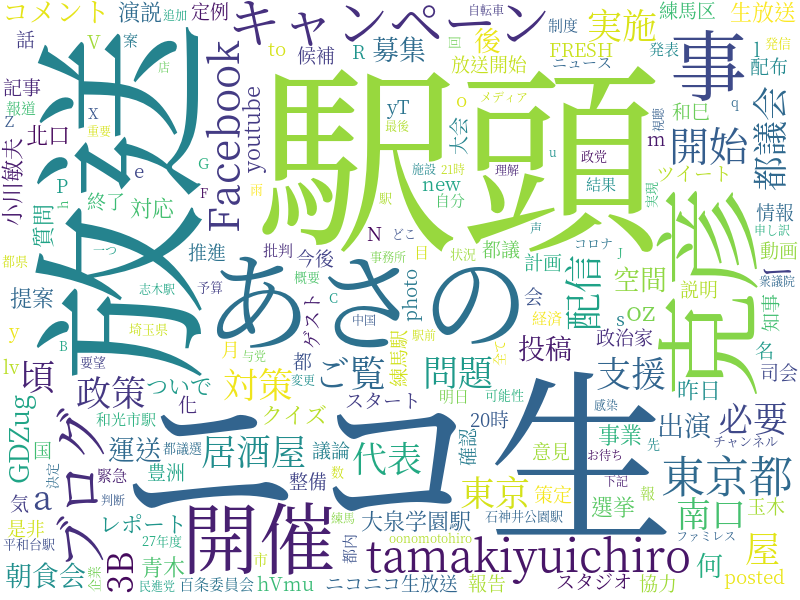 コメント
演説
追加
定例
キャンペーン
自転車
制度
回
実施
練馬区
生放送
話
V
案
店
to
候補
R
募集
後
FRESH
放送開始
ニュース
l
発表
発信
配布
事
記事
Z
報道
x
重要
北口
e
放送
Facebook
youtube
駅頭
yT
最後
o
大会
メディア
new
施設
21時
理解
自分
駅
雨
u
政党
結果
視聴
実現
m
開始
和巳
q
都議会
ツイート
小川敏夫
P
h
質問
終了
対応
G
F
N
どこ
声
コロナ
J
申し訳
衆議院
情報
動画
提案
都県
一つ
推進
批判
今後
目
状況
都議
計画
空間
克彦
r
説明
知事
y
lv
志木駅
埼玉県
B
予算
概要
事務所
ゲスト
C
中国
photo
練馬駅
駅前
会
経済
配信
s
oz
名
司会
あさの
頃
要望
与党
月
都
変更
全て
ご覧
対策
問題
明日
可能性
投稿
政治家
支援
昨日
政策
ついで
化
スタート
クイズ
20時
感染
GDZug
和光市駅
国
ブログ
ニコ生
運送
都議選
居酒屋
議論
代表
確認
意見
事業
先
出演
必要
チャンネル
お待ち
気
a
決定
緊急
豊洲
整備
数
東京
策定
選挙
下記
報
東京都
玉木
是非
判断
レポート
27年度
開催
練馬
市
都内
大泉学園駅
石神井公園駅
南口
何
屋
ファミレス
平和台駅
3B
朝食会
企業
青木
民進党
百条委員会
hVmu
tamakiyuichiro
oonomotohiro
ニコニコ生放送
報告
スタジオ
協力
posted